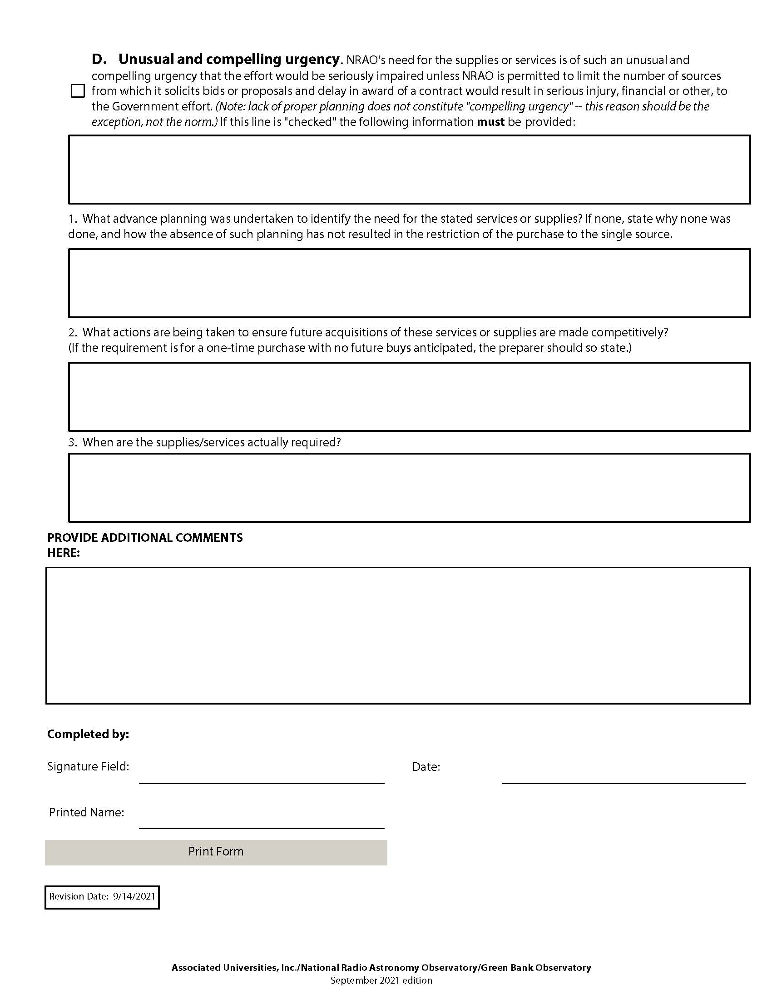 D. Unusual and compelling urgency. NRAO's need for the supplies or services is of such an unusual and
compelling urgency that the effort would be seriously impaired unless NRAO is permitted to limit the number of sources
from which it solicits bids or proposals and delay in award of a contract would result in serious injury, financial or other, to
the Government effort. (Note: lack of proper planning does not constitute "compelling urgency" -- this reason should be the
exception, not the norm.) If this line is "checked" the following information must be provided:
1. What advance planning was undertaken to identify the need for the stated services or supplies? If none, state why none was
done, and how the absence of such planning has not resulted in the restriction of the purchase to the single source.
2. What actions are being taken to ensure future acquisitions of these services or supplies are made competitively?
(If the requirement is for a one-time purchase with no future buys anticipated, the preparer should so state.)
3. When are the supplies/services actually required?
PROVIDE ADDITIONAL COMMENTS
HERE:
Completed by:
Signature Field:
Date:
Printed Name:
Print Form
Revision Date: 9/14/2021
Associated Universities, Inc./National Radio Astronomy Observatory/Green Bank Observatory
September 2021 edition